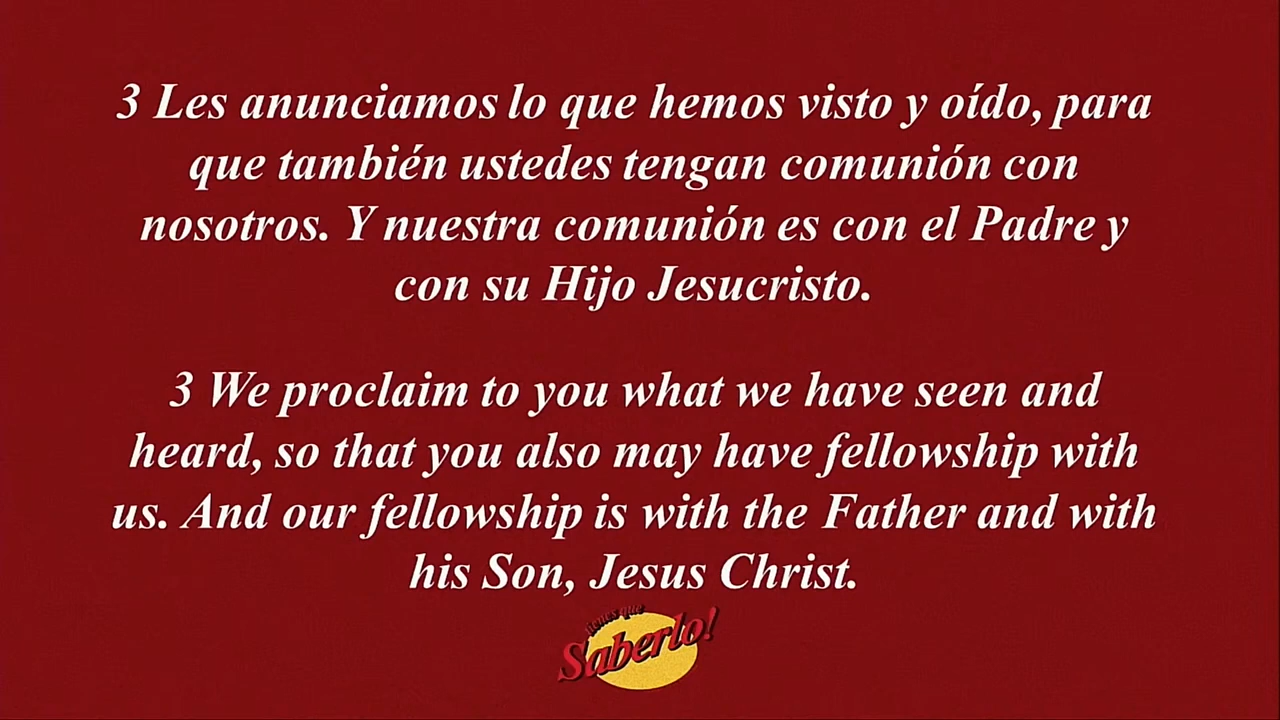 3 Les anunciamos lo que hemos visto y oído, para
que también ustedes tengan comunión con
nosotros. Y nuestra comunión es con el Padre y
con su Hijo Jesucristo.
3 We proclaim to you what we have seen and
heard, so that you also may have fellowship with
us. And our fellowship is with the Father and with
his Son, Jesus Christ.
tienes que
Saberlo!